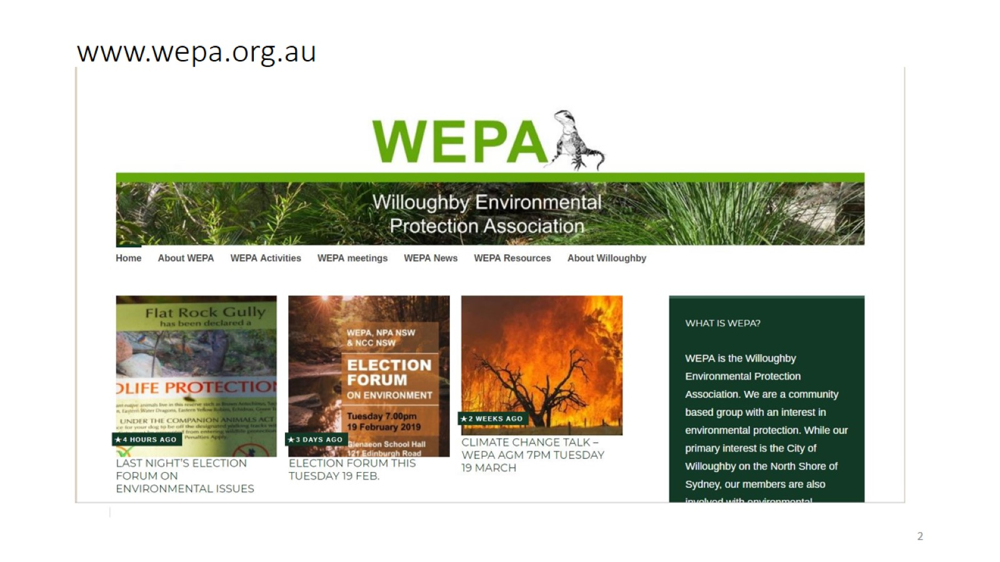 www.wepa.org.au
WEPA
Willoughby Environmental
Protection Association
Home About WEPA WEPA Activities WEPA meetings WEPA News WEPA Resources About Willoughby
Flat Rock Gully
has been declared a
DLIFE PROTECTION
UNDER THE COMPANION ANIMALS ACT
Penalties Apply.
★4 HOURS AGO
LAST NIGHT’S ELECTION
FORUM ON
ENVIRONMENTAL ISSUES
WEPA, NPA NSW
& NCC NSW
ELECTION
FORUM
ON ENVIRONMENT
Tuesday 7.00pm
19 February 2019
Glenaeon School Hall
121 Edinburgh Road
★3 DAYS AGO
ELECTION FORUM THIS
TUESDAY 19 FEB.
★2 WEEKS AGO
CLIMATE CHANGE TALK –
WEPA AGM 7PM TUESDAY
19 MARCH
WHAT IS WEPA?
WEPA is the Willoughby
Environmental Protection
Association. We are a community
based group with an interest in
environmental protection. While our
primary interest is the City of
Willoughby on the North Shore of
Sydney, our members are also
involved with environmental
2